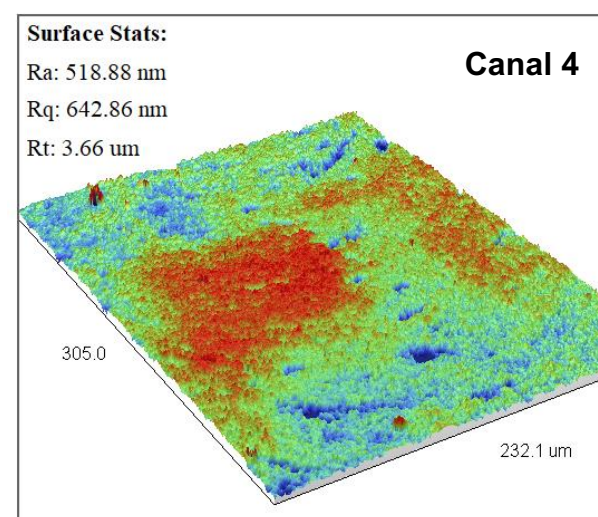 Surface Stats:
Ra: 518.88 nm
Canal 4
Rq: 642.86 nm
Rt: 3.66 um
305.0
232.1 um